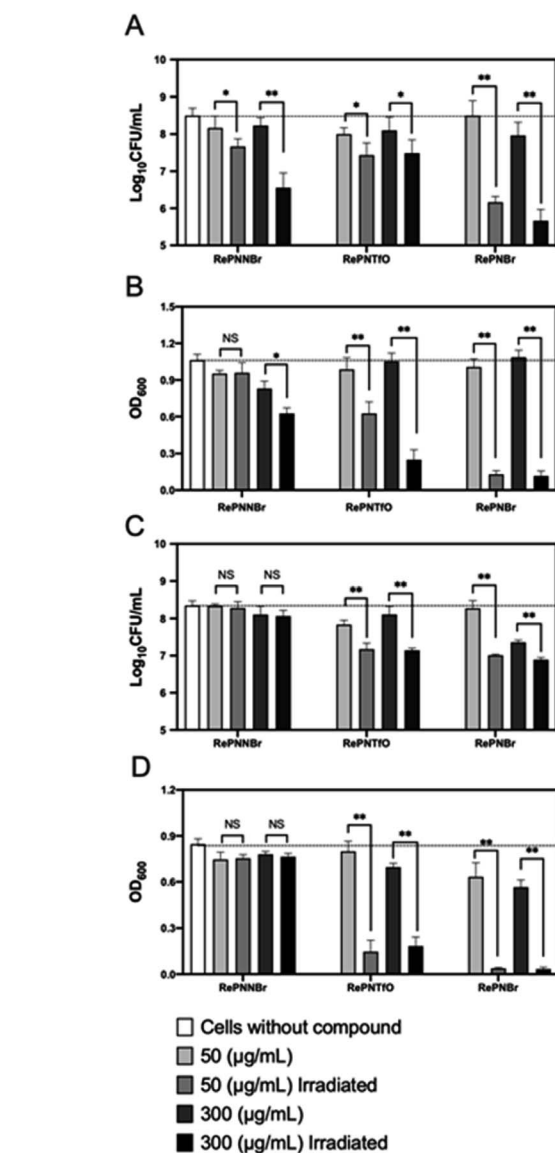 A
Log10CFU/mL
10
9
8
7
6
5
* ** * * ** **
RePNNBr RePNTfO RePNBr
B
OD600
1.5
1.2
0.9
0.6
0.3
0.0
NS * ** ** ** **
RePNNBr RePNTfO RePNBr
C
Log10CFU/mL
10
9
8
7
6
5
NS NS ** ** ** **
RePNNBr RePNTfO RePNBr
D
OD600
1.2
0.9
0.6
0.3
0.0
NS NS ** ** ** **
RePNNBr RePNTfO RePNBr
Cells without compound
50 (µg/mL)
50 (µg/mL) Irradiated
300 (µg/mL)
300 (µg/mL) Irradiated